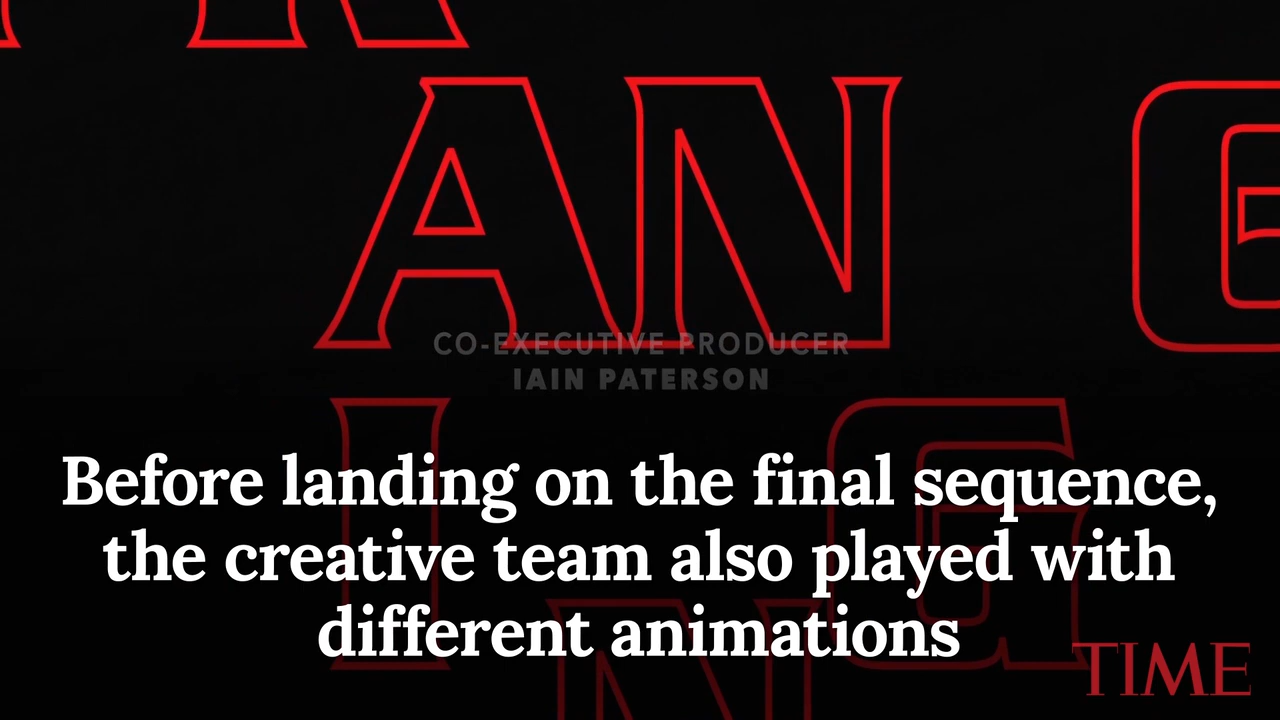 R
AN G
CO-EXECUTIVE PRODUCER
IAIN PATERSON
I G
Before landing on the final sequence,
the creative team also played with
different animations
N
TIME